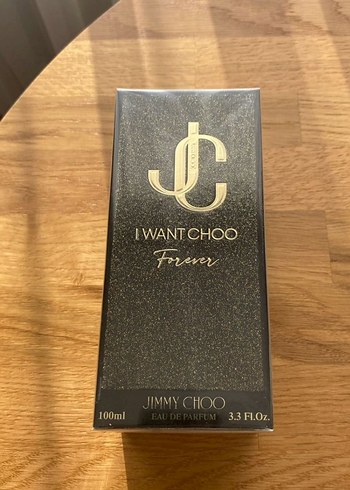 JC
I WANT CHOO
Forever
JIMMY CHOO
100ml EAU DE PARFUM 3.3 Fl.Oz.